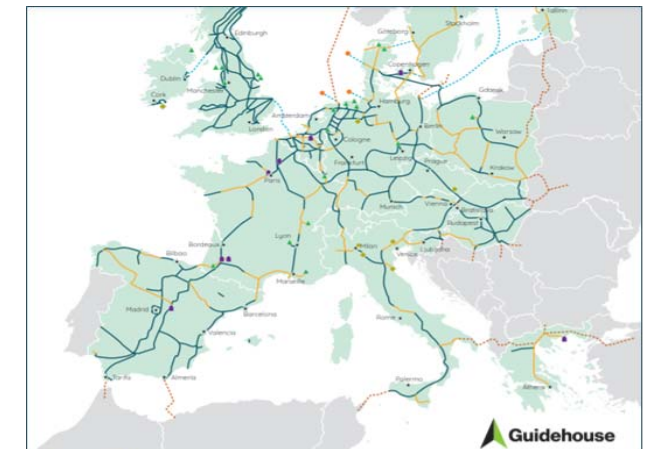 Tallinn
Stockholm
Edinburgh
Göteborg
Copenhagen
Dublin
Manchester
Cork
Hamburg
Gdansk
Amsterdam
London
Berlin
Warsaw
Cologne
Leipzig
Frankfurt
Prague
Krakow
Paris
Munich
Vienna
Bratislava
Budapest
Bordeaux
Lyon
Milan
Venice
Ljubljana
Bilbao
Marseille
Madrid
Barcelona
Valencia
Rome
Tarifa
Almeria
Palermo
Athens
Guidehouse